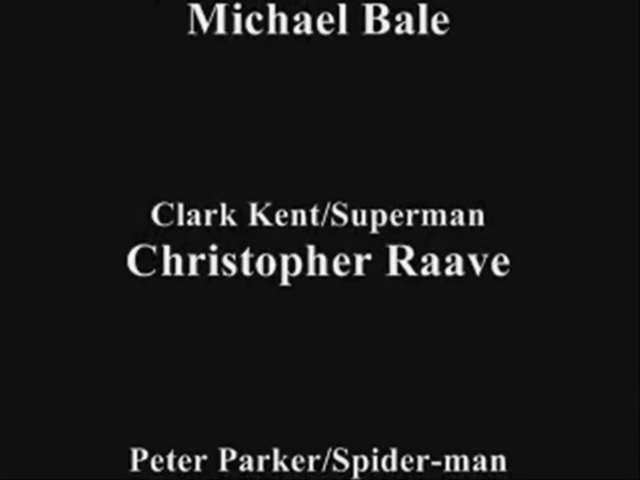 Michael Bale
Clark Kent/Superman
Christopher Raave
Peter Parker/Spider-man